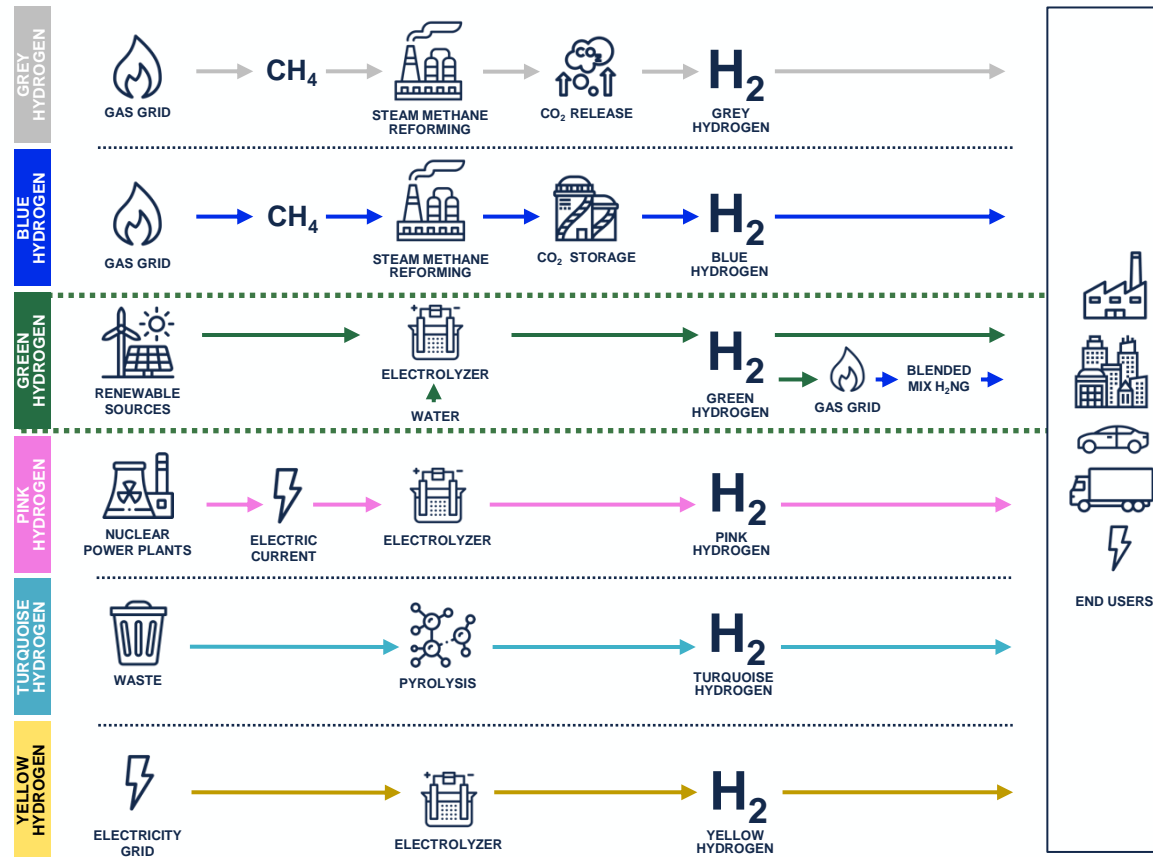 GREY
HYDROGEN
GAS GRID
CH₄
STEAM METHANE
REFORMING
CO₂
CO₂ RELEASE
H₂
GREY
HYDROGEN
BLUE
HYDROGEN
GAS GRID
CH₄
STEAM METHANE
REFORMING
CO₂ STORAGE
H₂
BLUE
HYDROGEN
GREEN
HYDROGEN
RENEWABLE
SOURCES
ELECTROLYZER
WATER
H₂
GREEN
HYDROGEN
GAS GRID
BLENDED
MIX H₂NG
PINK
HYDROGEN
NUCLEAR
POWER PLANTS
ELECTRIC
CURRENT
ELECTROLYZER
H₂
PINK
HYDROGEN
TURQUOISE
HYDROGEN
WASTE
PYROLYSIS
H₂
TURQUOISE
HYDROGEN
YELLOW
HYDROGEN
ELECTRICITY
GRID
ELECTROLYZER
H₂
YELLOW
HYDROGEN
END USERS